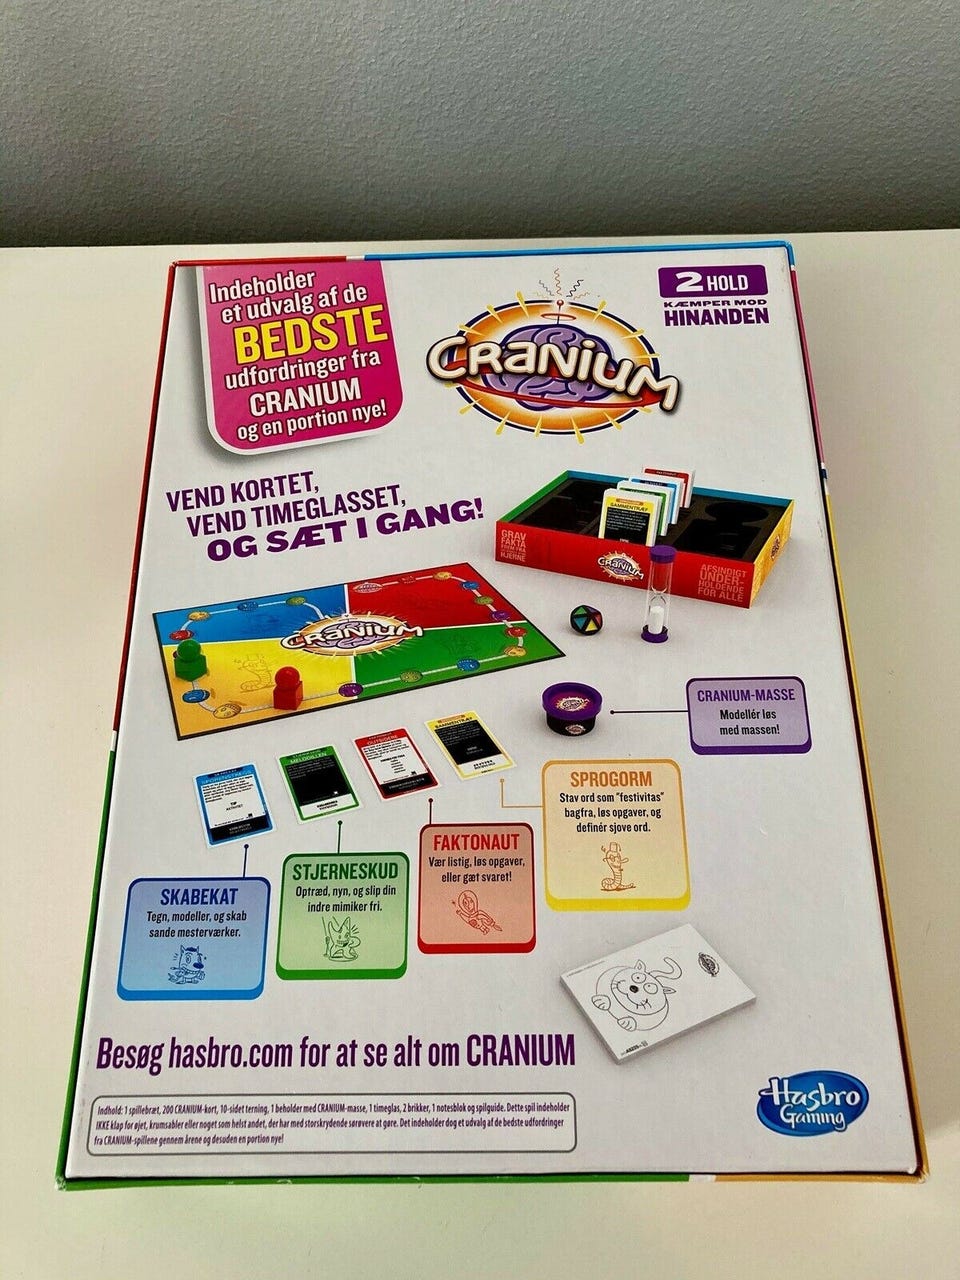 Indeholder
et udvalg af de
BEDSTE
udfordringer fra
CRANIUM
og en portion nye!
CRANIUM
2 HOLD
KÆMPER MOD
HINANDEN
VEND KORTET,
VEND TIMEGLASSET,
OG SÆT I GANG!
SAMMENTRÆF
GRAV
FAKTA
FREM FRA
HJERNE
CRANIUM
AFSINDIGT
UNDER-
HOLDENDE
FOR ALLE
CRANIUM
CRANIUM-MASSE
Modellér løs
med massen!
MELODILLEN
SAMMENTRÆF
SPROGORM
Stav ord som "festivitas"
bagfra, løs opgaver, og
definér sjove ord.
FAKTONAUT
Vær listig, løs opgaver,
eller gæt svaret!
STJERNESKUD
Optræd, nyn, og slip din
indre mimiker fri.
SKABEKAT
Tegn, modeller, og skab
sande mesterværker.
Besøg hasbro.com for at se alt om CRANIUM
Hasbro
Gaming
Indhold: 1 spillebræt, 200 CRANIUM-kort, 10-sidet terning, 1 beholder med CRANIUM-masse, 1 timeglas, 2 brikker, 1 notesblok og spilguide. Dette spil indeholder
IKKE klap for øjet, krumsabler eller noget som helst andet, der har med storskrydende sørøvere at gøre. Det indeholder dog et udvalg af de bedste udfordringer
fra CRANIUM-spillene gennem årene og desuden en portion nye!